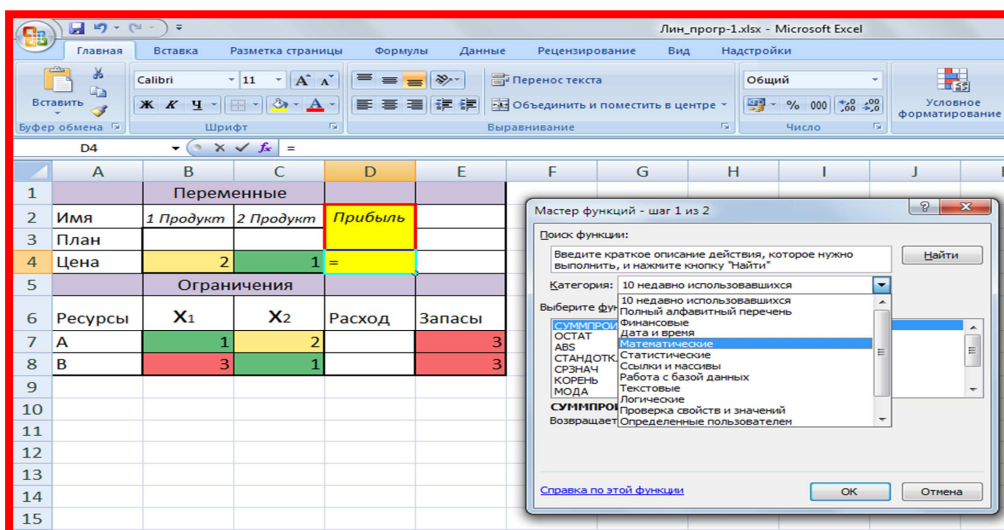 Лин_прогр-1.xlsx - Microsoft Excel
Главная Вставка Разметка страницы Формулы Данные Рецензирование Вид Надстройки
Вставить
Calibri 11 A A
Ж К Ч
Перенос текста
Объединить и поместить в центре
Общий
% 000
Условное
форматирование
Буфер обмена Шрифт Выравнивание Число
D4 fx =
A B C D E F G H I J
1 Переменные
2 Имя 1 Продукт 2 Продукт Прибыль
3 План
4 Цена 2 1 =
5 Ограничения
6 Ресурсы X1 X2 Расход Запасы
7 A 1 2 3
8 B 3 1 3
9
10
11
12
13
14
15
Мастер функций - шаг 1 из 2
Поиск функции:
Введите краткое описание действия, которое нужно
выполнить, и нажмите кнопку "Найти"
Найти
Категория: 10 недавно использовавшихся
10 недавно использовавшихся
Полный алфавитный перечень
Финансовые
Дата и время
Математические
Статистические
Ссылки и массивы
Работа с базой данных
Текстовые
Логические
Проверка свойств и значений
Определенные пользователем
Выберите
ОСТАТ
ABS
СТАНДОТК
СРЗНАЧ
КОРЕНЬ
МОДА
Возвращает
Справка по этой функции
ОК Отмена